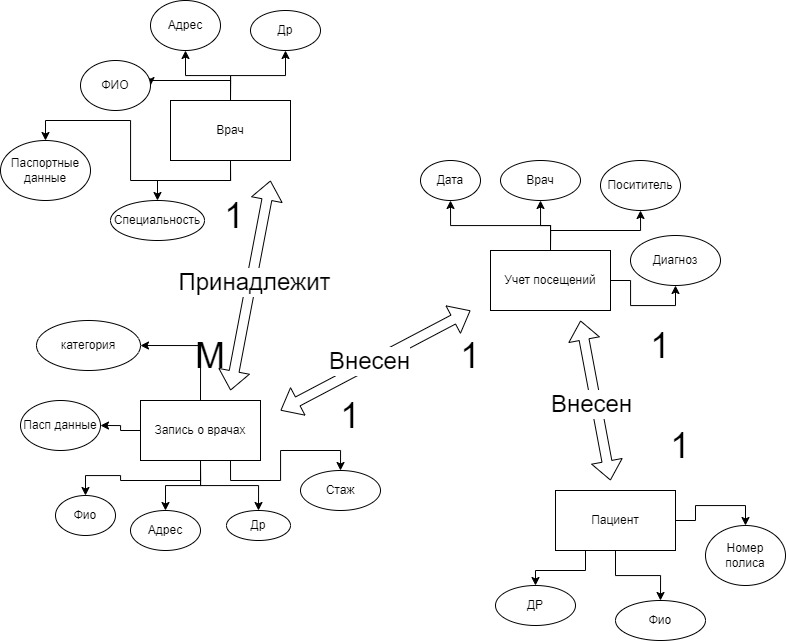 Адрес
Др
ФИО
Врач
Паспортные
данные
Специальность
1
Принадлежит
М
Дата
Врач
Поситител​ь
Диагноз
Учет посещений
1
1
Внесен
1
категория
Пасп данные
Запись о врачах
Стаж
Фио
Адрес
Др
Внесен
1
Пациент
Номер
полиса
ДР
Фио